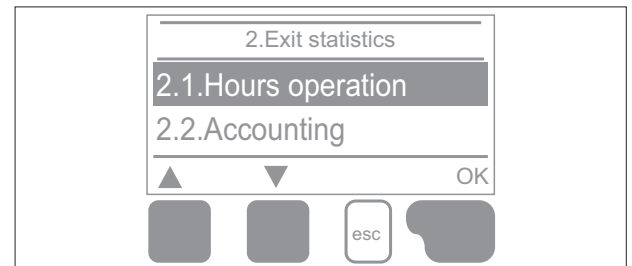 2.Exit statistics
2.1.Hours operation
2.2.Accounting
OK
esc